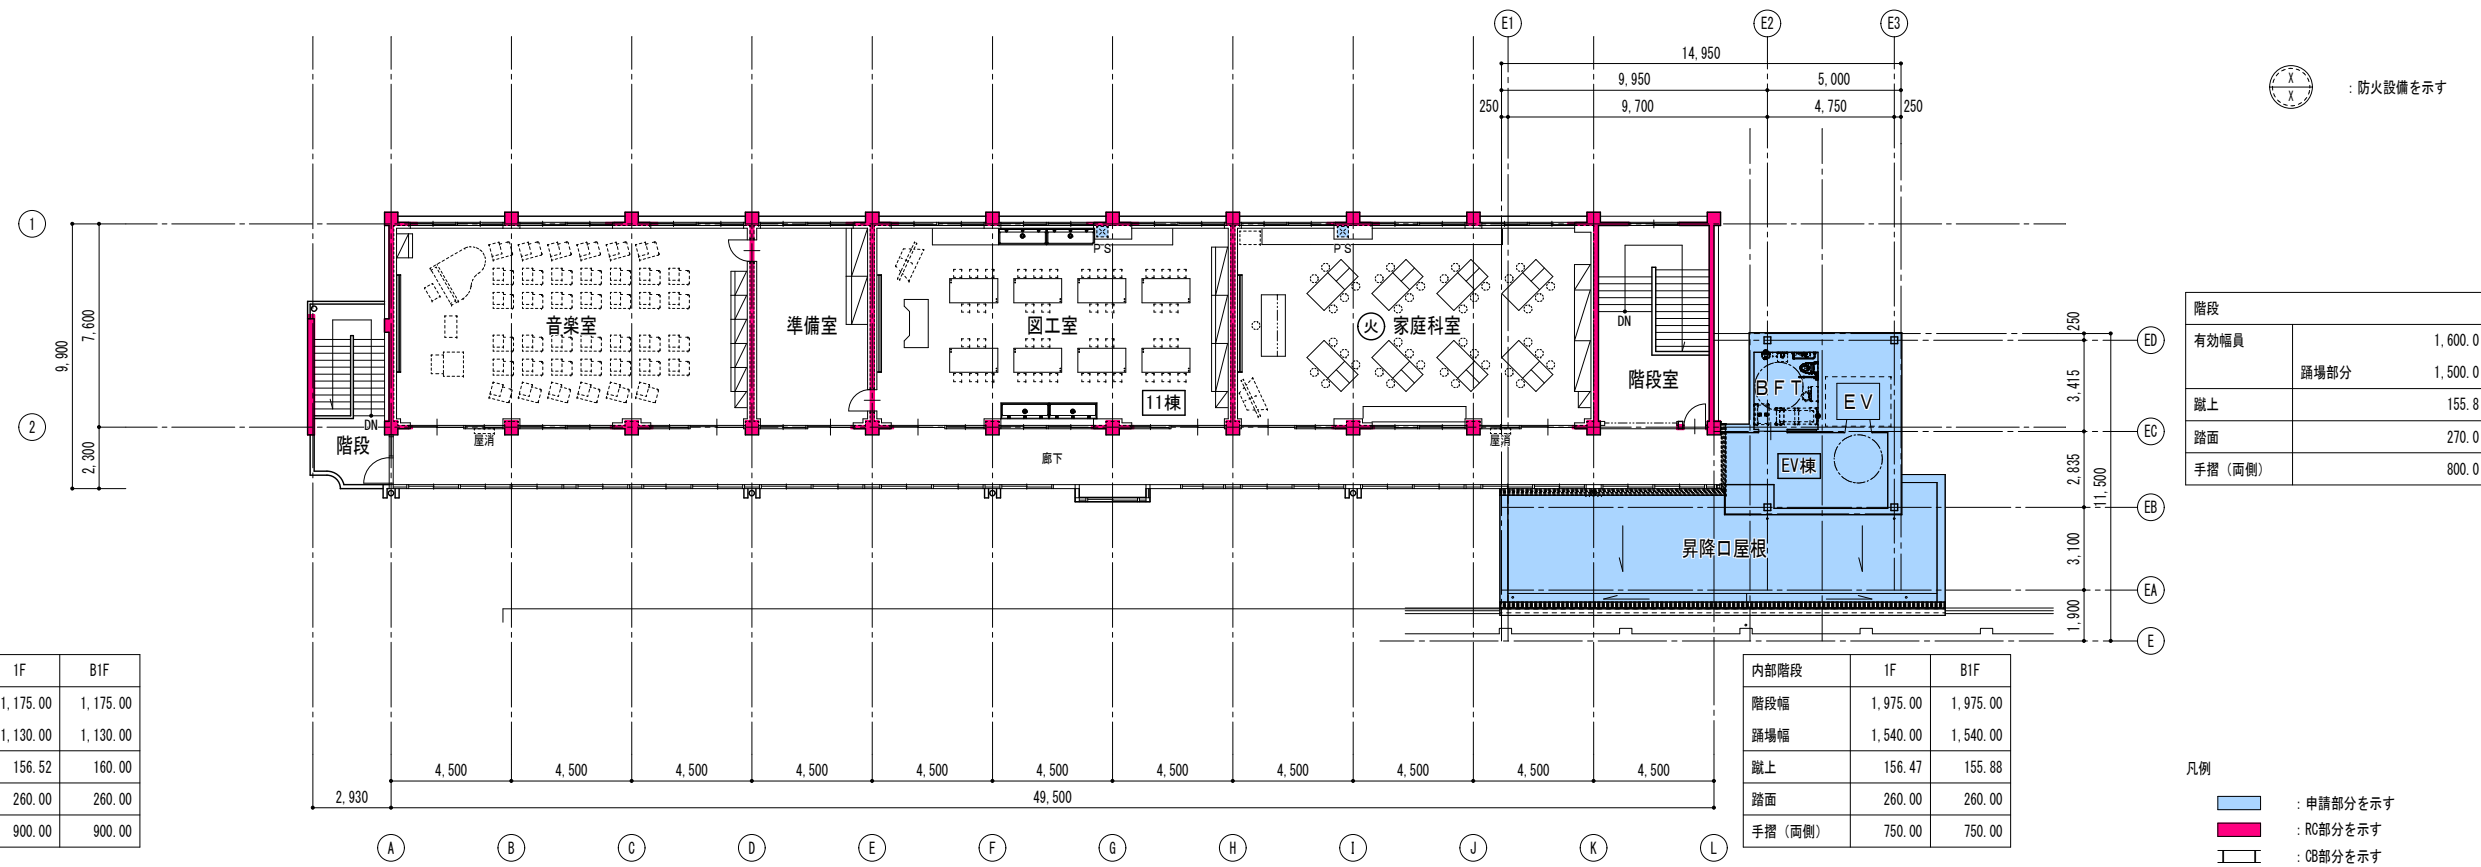 E1 E2 E3
14,950
9,950 5,000
250 9,700 4,750 250
X
X
：防火設備を示す
1
2
9,900
7,600
2,300
音楽室
準備室
図工室
火 家庭科室
階段室
PS
PS
DN
DN
階段
屋消
屋消
廊下
11棟
BFT
EV
EV棟
昇降口屋根
250
3,415
2,835
3,100
1,900
11,500
ED
EC
EB
EA
E
階段
有効幅員 1,600.0
踊場部分 1,500.0
蹴上 155.8
踏面 270.0
手摺（両側） 800.0
1F B1F
1,175.00 1,175.00
1,130.00 1,130.00
156.52 160.00
260.00 260.00
900.00 900.00
内部階段 1F B1F
階段幅 1,975.00 1,975.00
踊場幅 1,540.00 1,540.00
蹴上 156.47 155.88
踏面 260.00 260.00
手摺（両側） 750.00 750.00
4,500 4,500 4,500 4,500 4,500 4,500 4,500 4,500 4,500 4,500 4,500
2,930 49,500
A B C D E F G H I J K L
凡例
：申請部分を示す
：RC部分を示す
：CB部分を示す